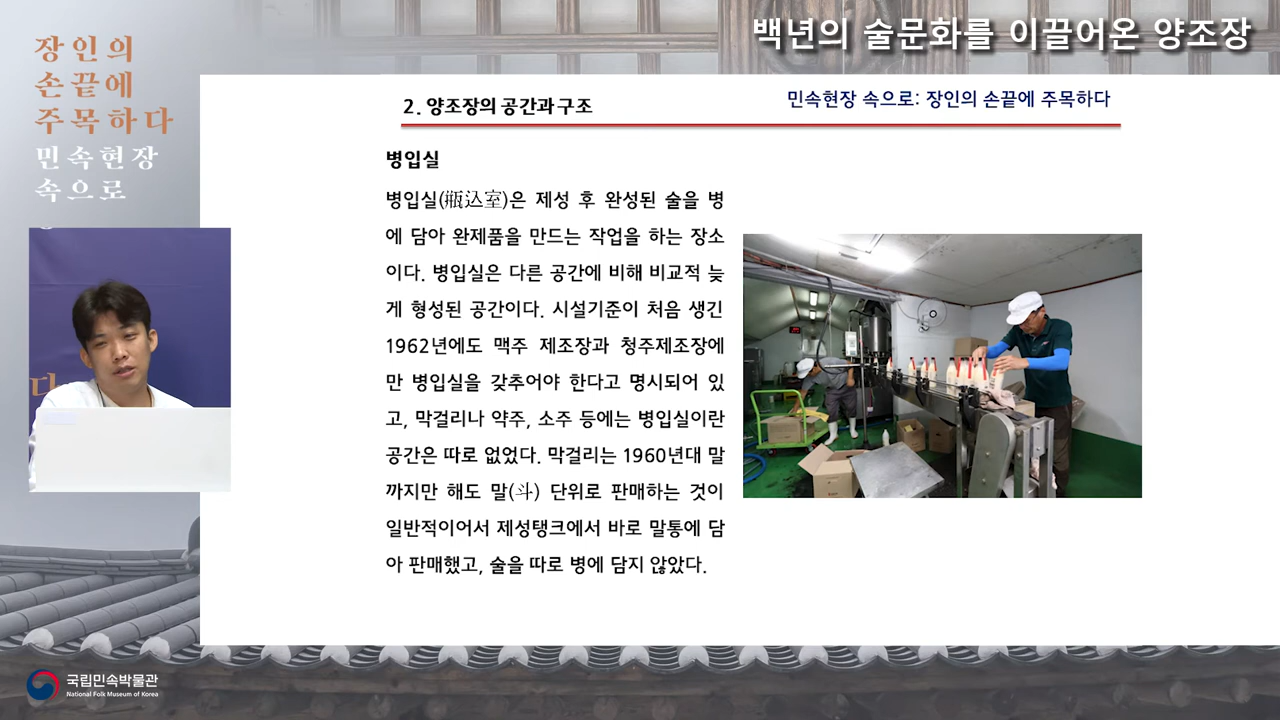 백년의 술문화를 이끌어온 양조장
장인의
손끝에
주목하다
민속현장
속으로
2. 양조장의 공간과 구조
민속현장 속으로: 장인의 손끝에 주목하다
병입실
병입실(甁込室)은 제성 후 완성된 술을 병
에 담아 완제품을 만드는 작업을 하는 장소
이다. 병입실은 다른 공간에 비해 비교적 늦
게 형성된 공간이다. 시설기준이 처음 생긴
1962년에도 맥주 제조장과 청주제조장에
만 병입실을 갖추어야 한다고 명시되어 있
고, 막걸리나 약주, 소주 등에는 병입실이란
공간은 따로 없었다. 막걸리는 1960년대 말
까지만 해도 말(斗) 단위로 판매하는 것이
일반적이어서 제성탱크에서 바로 말통에 담
아 판매했고, 술을 따로 병에 담지 않았다.
다
국립민속박물관
National Folk Museum of Korea